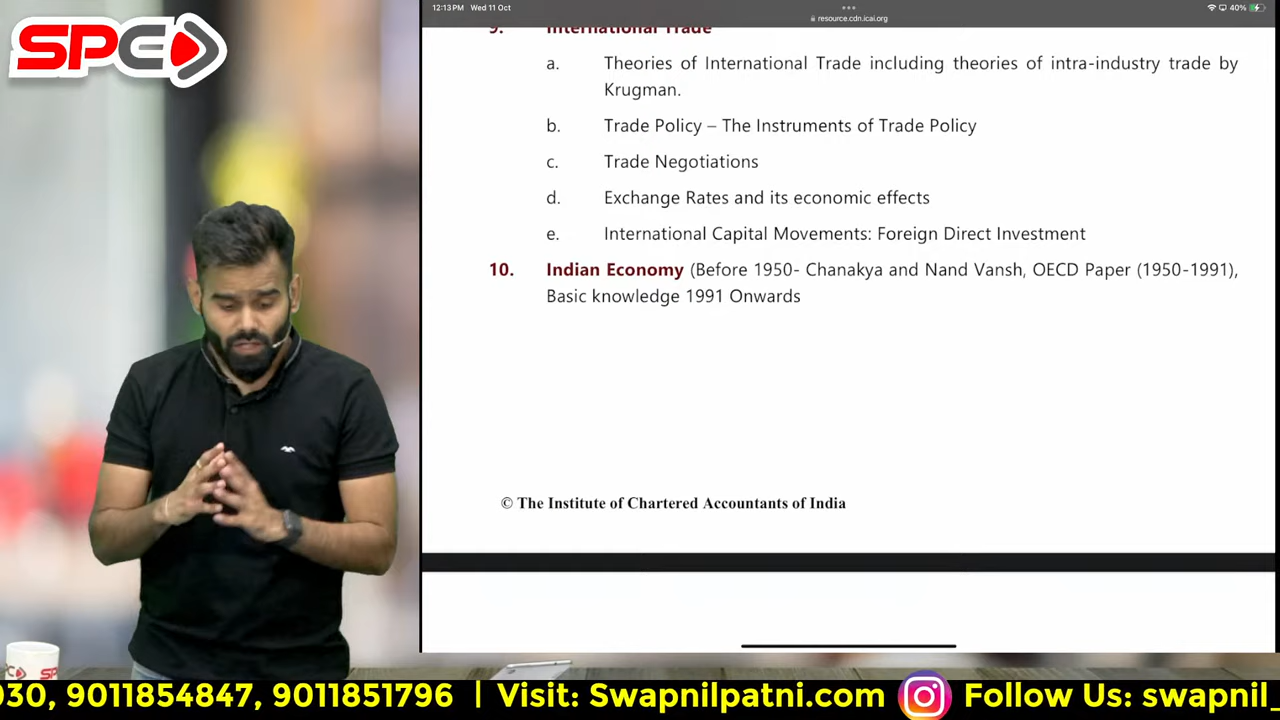 SPC
12:13 PM Wed 11 Oct
resource.cdn.icai.org
40%
9. International Trade
a. Theories of International Trade including theories of intra-industry trade by
Krugman.
b. Trade Policy – The Instruments of Trade Policy
c. Trade Negotiations
d. Exchange Rates and its economic effects
e. International Capital Movements: Foreign Direct Investment
10. Indian Economy (Before 1950- Chanakya and Nand Vansh, OECD Paper (1950-1991),
Basic knowledge 1991 Onwards
© The Institute of Chartered Accountants of India
030, 9011854847, 9011851796 | Visit: Swapnilpatni.com Follow Us: swapnil_